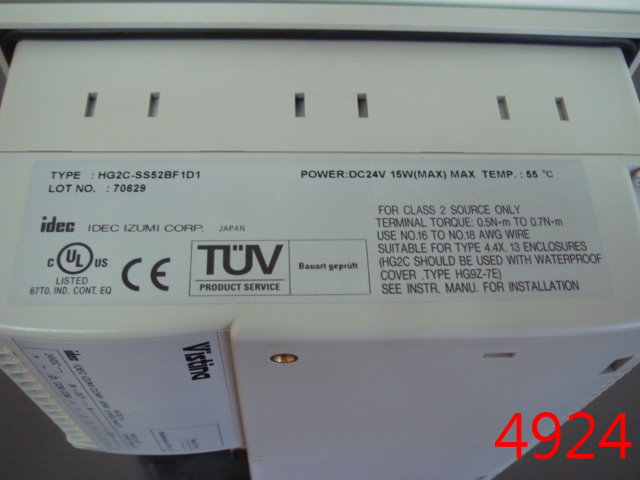 TYPE : HG2C-SS52BF1D1
LOT NO. : 70629
POWER:DC24V 15W(MAX) MAX TEMP. : 55 °C
idec IDEC IZUMI CORP. JAPAN
C UL US
LISTED
67T0. IND. CONT. EQ
CE
TÜV
PRODUCT SERVICE
Bauart geprüft
FOR CLASS 2 SOURCE ONLY
TERMINAL TORQUE: 0.5N·m TO 0.7N·m
USE NO.16 TO NO.18 AWG WIRE
SUITABLE FOR TYPE 4.4X. 13 ENCLOSURES
(HG2C SHOULD BE USED WITH WATERPROOF
COVER .TYPE HG9Z-7E)
SEE INSTR. MANU. FOR INSTALLATION
idec
4924